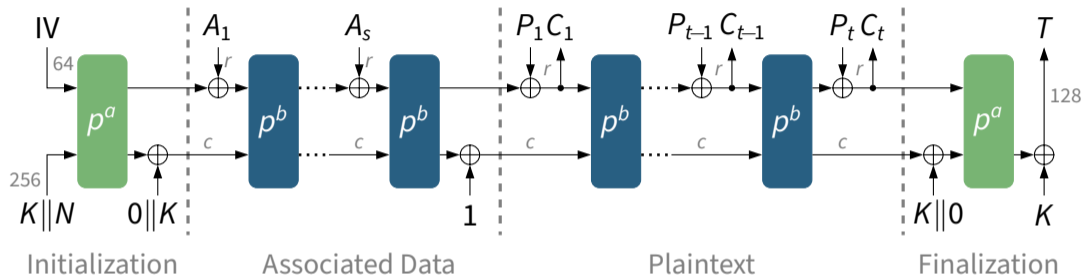 IV A₁ Aₛ P₁ C₁ Pₜ₋₁ Cₜ₋₁ Pₜ Cₜ T
64 r r r r r
pᵃ pᵇ pᵇ pᵇ pᵇ pᵃ 128
c c c c c
256
K‖N 0‖K 1 K‖0 K
Initialization Associated Data Plaintext Finalization